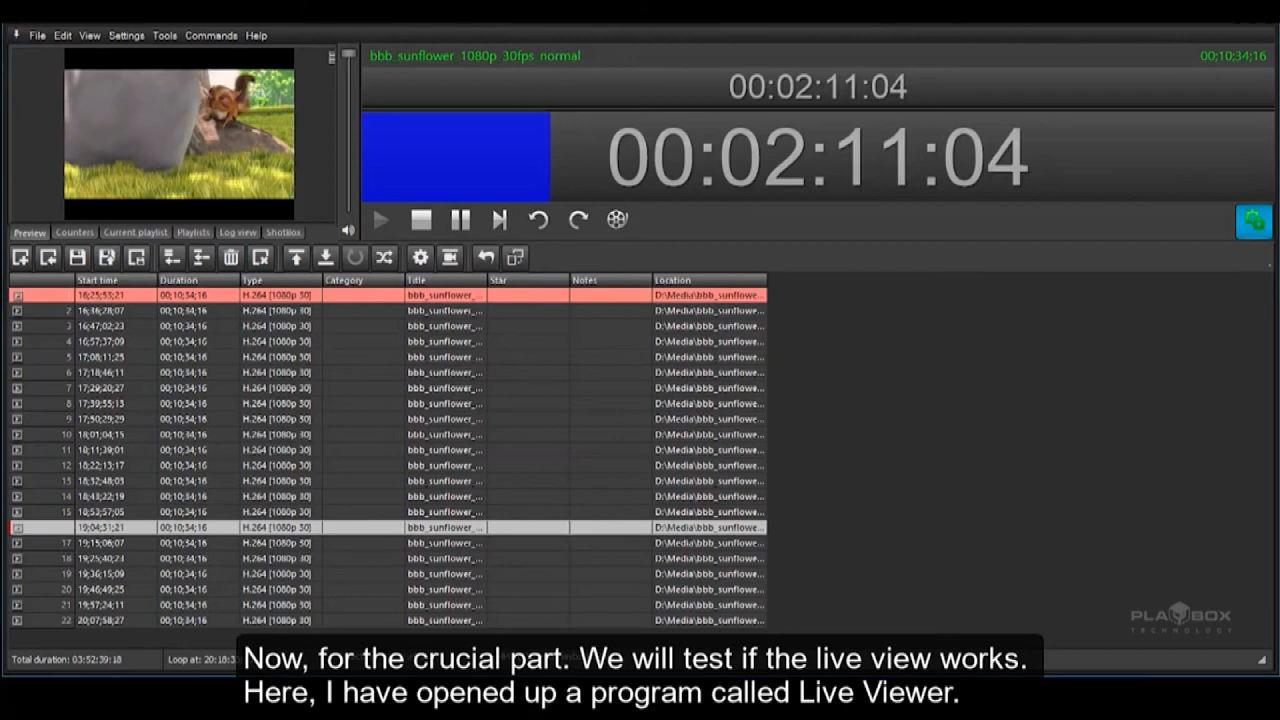 File Edit View Settings Tools Commands Help
bbb_sunflower_1080p_30fps_normal 00;10;34;16
00:02:11:04
00:02:11:04
Preview Counters Current playlist Playlists Log view ShotBox
Start time Duration Type Category Title Star Notes Location
16;25;53;21 00;10;34;16 H.264 [1080p 30] bbb_sunflower_... D:\Media\bbb_sunflowe...
2 16;36;28;07 00;10;34;16 H.264 [1080p 30] bbb_sunflower_... D:\Media\bbb_sunflowe...
3 16;47;02;23 00;10;34;16 H.264 [1080p 30] bbb_sunflower_... D:\Media\bbb_sunflowe...
4 16;57;37;09 00;10;34;16 H.264 [1080p 30] bbb_sunflower_... D:\Media\bbb_sunflowe...
5 17;08;11;25 00;10;34;16 H.264 [1080p 30] bbb_sunflower_... D:\Media\bbb_sunflowe...
6 17;18;46;11 00;10;34;16 H.264 [1080p 30] bbb_sunflower_... D:\Media\bbb_sunflowe...
7 17;29;20;27 00;10;34;16 H.264 [1080p 30] bbb_sunflower_... D:\Media\bbb_sunflowe...
8 17;39;55;13 00;10;34;16 H.264 [1080p 30] bbb_sunflower_... D:\Media\bbb_sunflowe...
9 17;50;29;29 00;10;34;16 H.264 [1080p 30] bbb_sunflower_... D:\Media\bbb_sunflowe...
10 18;01;04;15 00;10;34;16 H.264 [1080p 30] bbb_sunflower_... D:\Media\bbb_sunflowe...
11 18;11;39;01 00;10;34;16 H.264 [1080p 30] bbb_sunflower_... D:\Media\bbb_sunflowe...
12 18;22;13;17 00;10;34;16 H.264 [1080p 30] bbb_sunflower_... D:\Media\bbb_sunflowe...
13 18;32;48;03 00;10;34;16 H.264 [1080p 30] bbb_sunflower_... D:\Media\bbb_sunflowe...
14 18;43;22;19 00;10;34;16 H.264 [1080p 30] bbb_sunflower_... D:\Media\bbb_sunflowe...
15 18;53;57;05 00;10;34;16 H.264 [1080p 30] bbb_sunflower_... D:\Media\bbb_sunflowe...
19;04;31;21 00;10;34;16 H.264 [1080p 30] bbb_sunflower_... D:\Media\bbb_sunflowe...
17 19;15;06;07 00;10;34;16 H.264 [1080p 30] bbb_sunflower_... D:\Media\bbb_sunflowe...
18 19;25;40;23 00;10;34;16 H.264 [1080p 30] bbb_sunflower_... D:\Media\bbb_sunflowe...
19 19;36;15;09 00;10;34;16 H.264 [1080p 30] bbb_sunflower_... D:\Media\bbb_sunflowe...
20 19;46;49;25 00;10;34;16 H.264 [1080p 30] bbb_sunflower_... D:\Media\bbb_sunflowe...
21 19;57;24;11 00;10;34;16 H.264 [1080p 30] bbb_sunflower_... D:\Media\bbb_sunflowe...
22 20;07;58;27 00;10;34;16 H.264 [1080p 30] bbb_sunflower_... D:\Media\bbb_sunflowe...
PLAYBOX
TECHNOLOGY
Total duration: 03;52;39;18 Loop at:
Now, for the crucial part. We will test if the live view works.
Here, I have opened up a program called Live Viewer.